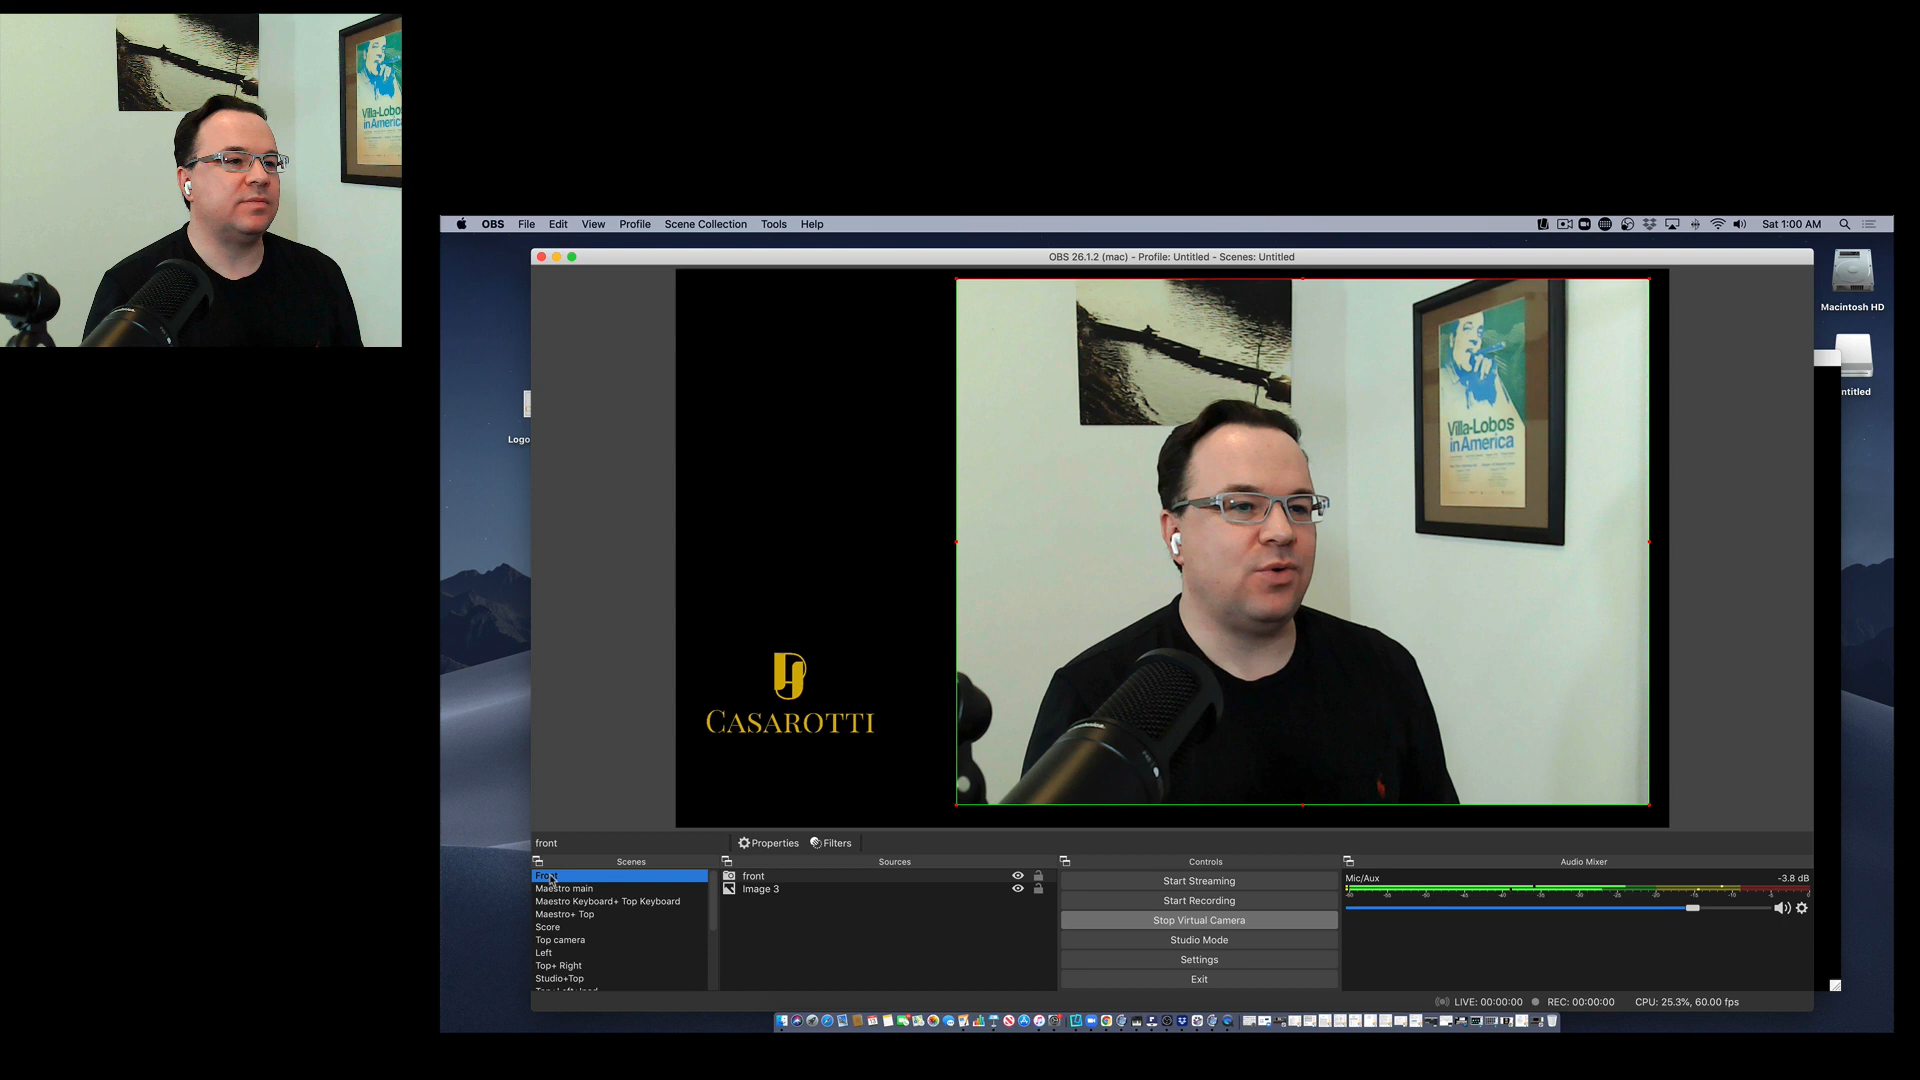 Villa-Lobos
in America
OBS File Edit View Profile Scene Collection Tools Help
Sat 1:00 AM
OBS 26.1.2 (mac) - Profile: Untitled - Scenes: Untitled
Macintosh HD
ntitled
Logo
Villa-Lobos
in America
CASAROTTI
front
Properties
Filters
Scenes
Sources
Controls
Audio Mixer
Front
Maestro main
Maestro Keyboard+ Top Keyboard
Maestro+ Top
Score
Top camera
Left
Top+ Right
Studio+Top
front
Image 3
Start Streaming
Start Recording
Stop Virtual Camera
Studio Mode
Settings
Exit
Mic/Aux
-3.8 dB
LIVE: 00:00:00
REC: 00:00:00
CPU: 25.3%, 60.00 fps